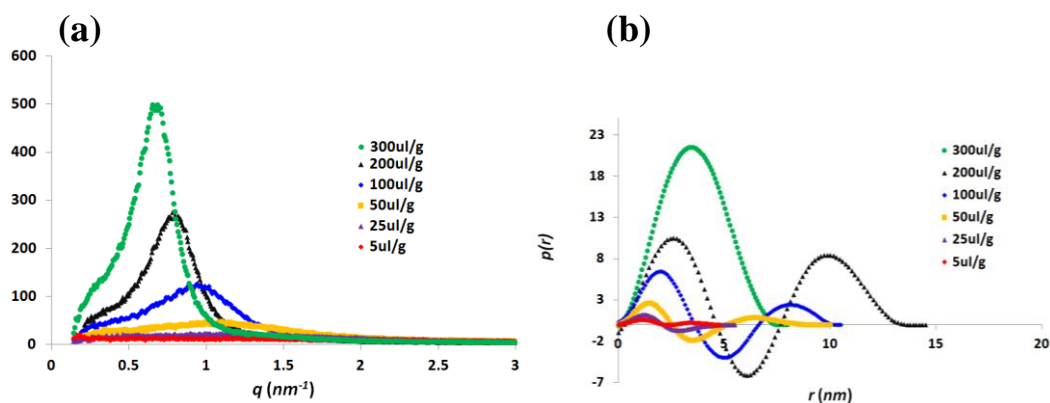 (a)
600
500
400
300
200
100
0
0 0.5 1 1.5 2 2.5 3
q (nm-1)
300ul/g
200ul/g
100ul/g
50ul/g
25ul/g
5ul/g
(b)
23
18
13
8
3
-2
-7
0 5 10 15 20
p(r)
r (nm)
300ul/g
200ul/g
100ul/g
50ul/g
25ul/g
5ul/g